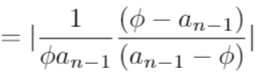 = |\frac{1}{\phi a_{n-1}} \frac{(\phi - a_{n-1})}{(a_{n-1} - \phi)}|